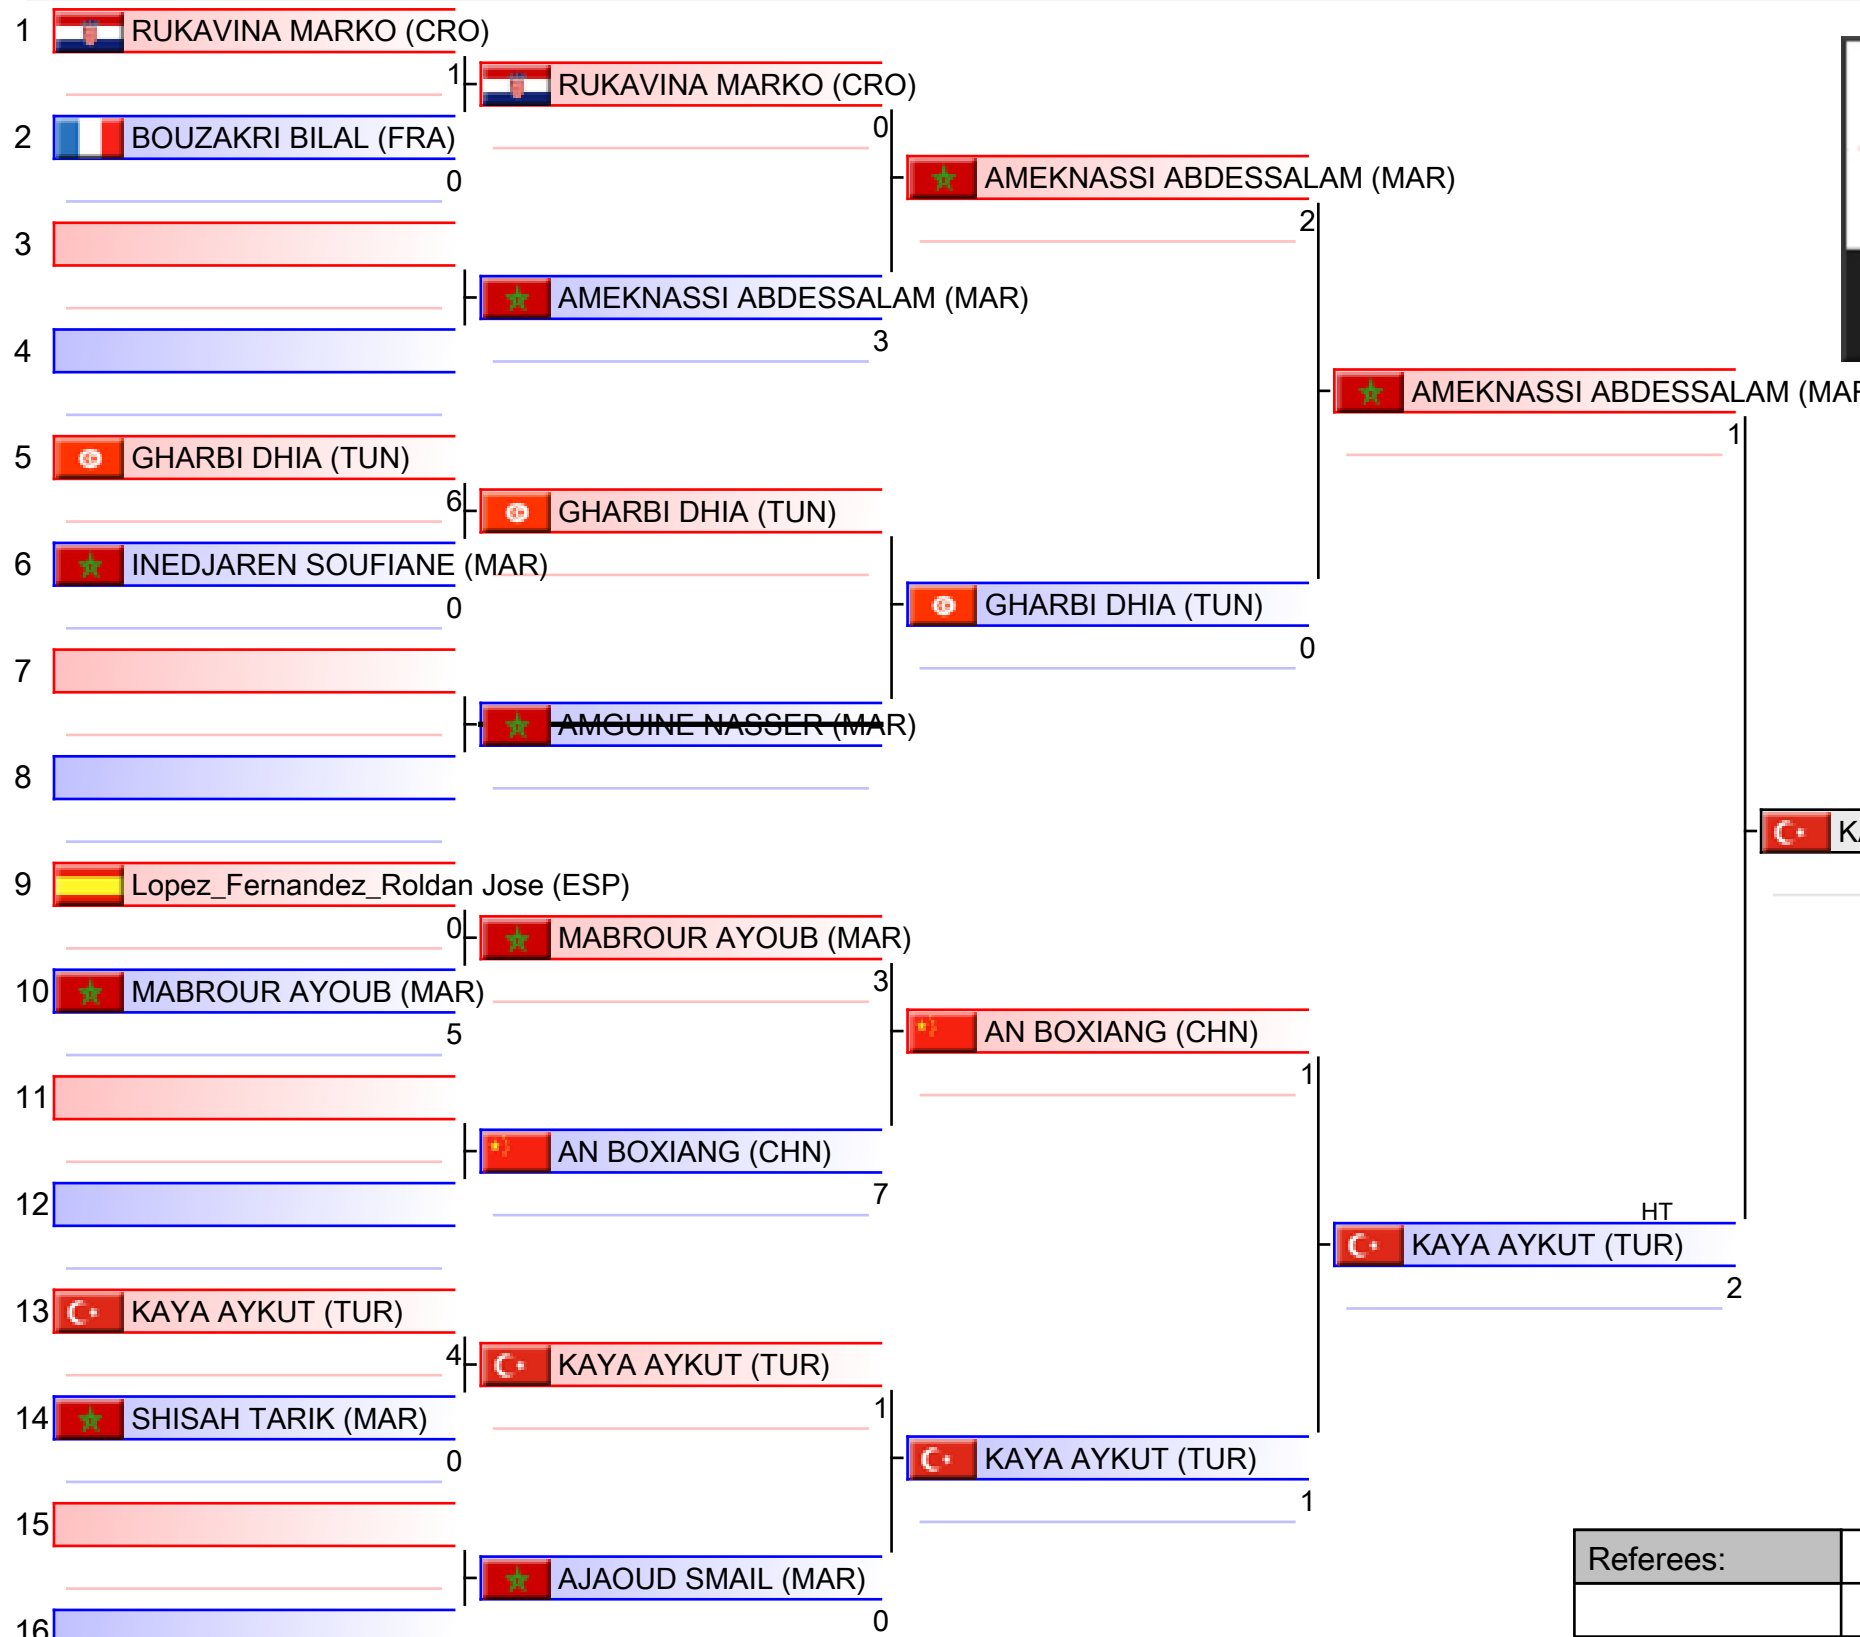 1 RUKAVINA MARKO (CRO)
1 RUKAVINA MARKO (CRO)
0
2 BOUZAKRI BILAL (FRA)
0
AMEKNASSI ABDESSALAM (MAR)
2
3
AMEKNASSI ABDESSALAM (MAR)
3
4
AMEKNASSI ABDESSALAM (MAR
1
5 GHARBI DHIA (TUN)
6 GHARBI DHIA (TUN)
6 INEDJAREN SOUFIANE (MAR)
0
GHARBI DHIA (TUN)
0
7
AMGUINE NASSER (MAR)
8
KA
9 Lopez_Fernandez_Roldan Jose (ESP)
0 MABROUR AYOUB (MAR)
3
10 MABROUR AYOUB (MAR)
5
AN BOXIANG (CHN)
1
11
AN BOXIANG (CHN)
7
12
HT
KAYA AYKUT (TUR)
2
13 KAYA AYKUT (TUR)
4 KAYA AYKUT (TUR)
1
14 SHISAH TARIK (MAR)
0
KAYA AYKUT (TUR)
1
15
Referees:
AJAOUD SMAIL (MAR)
0
16